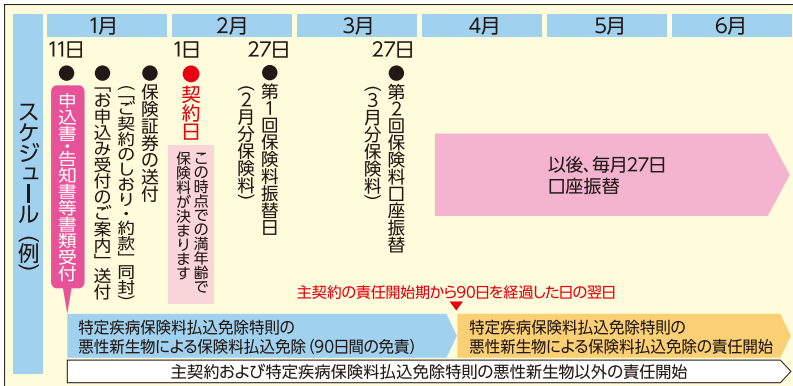 スケジュール（例）
1月
2月
3月
4月
5月
6月
11日
1日
27日
27日
申込書・告知書等書類受付
「お申込み受付のご案内」送付
保険証券の送付
（「ご契約のしおり・約款」同封）
契約日
この時点での満年齢で
保険料が決まります
第1回保険料振替日
（2月分保険料）
第2回保険料口座振替
（3月分保険料）
以後、毎月27日
口座振替
主契約の責任開始期から90日を経過した日の翌日
特定疾病保険料払込免除特則の
悪性新生物による保険料払込免除（90日間の免責）
特定疾病保険料払込免除特則の
悪性新生物による保険料払込免除の責任開始
主契約および特定疾病保険料払込免除特則の悪性新生物以外の責任開始